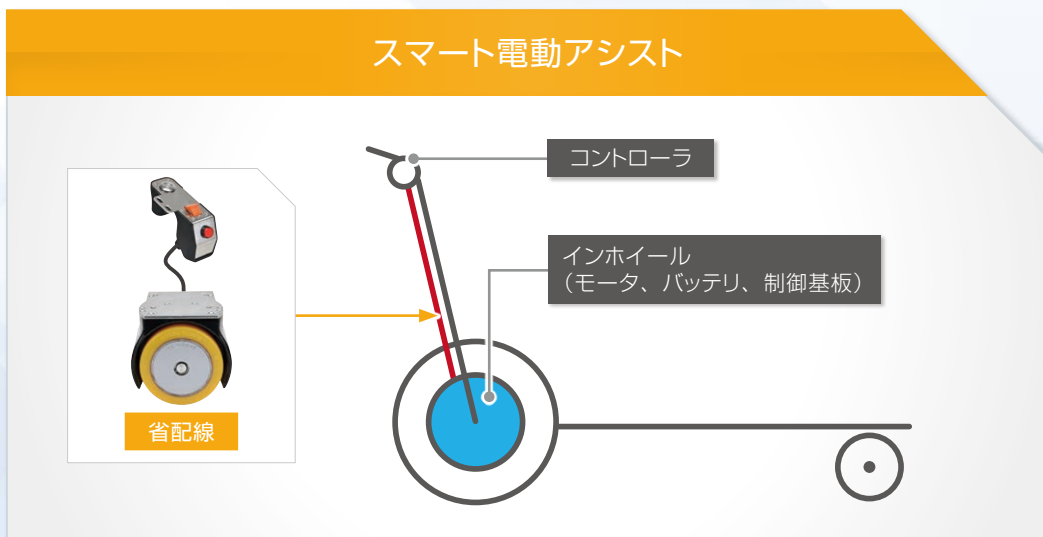 スマート電動アシスト
コントローラ
インホイール
（モータ、バッテリ、制御基板）
省配線